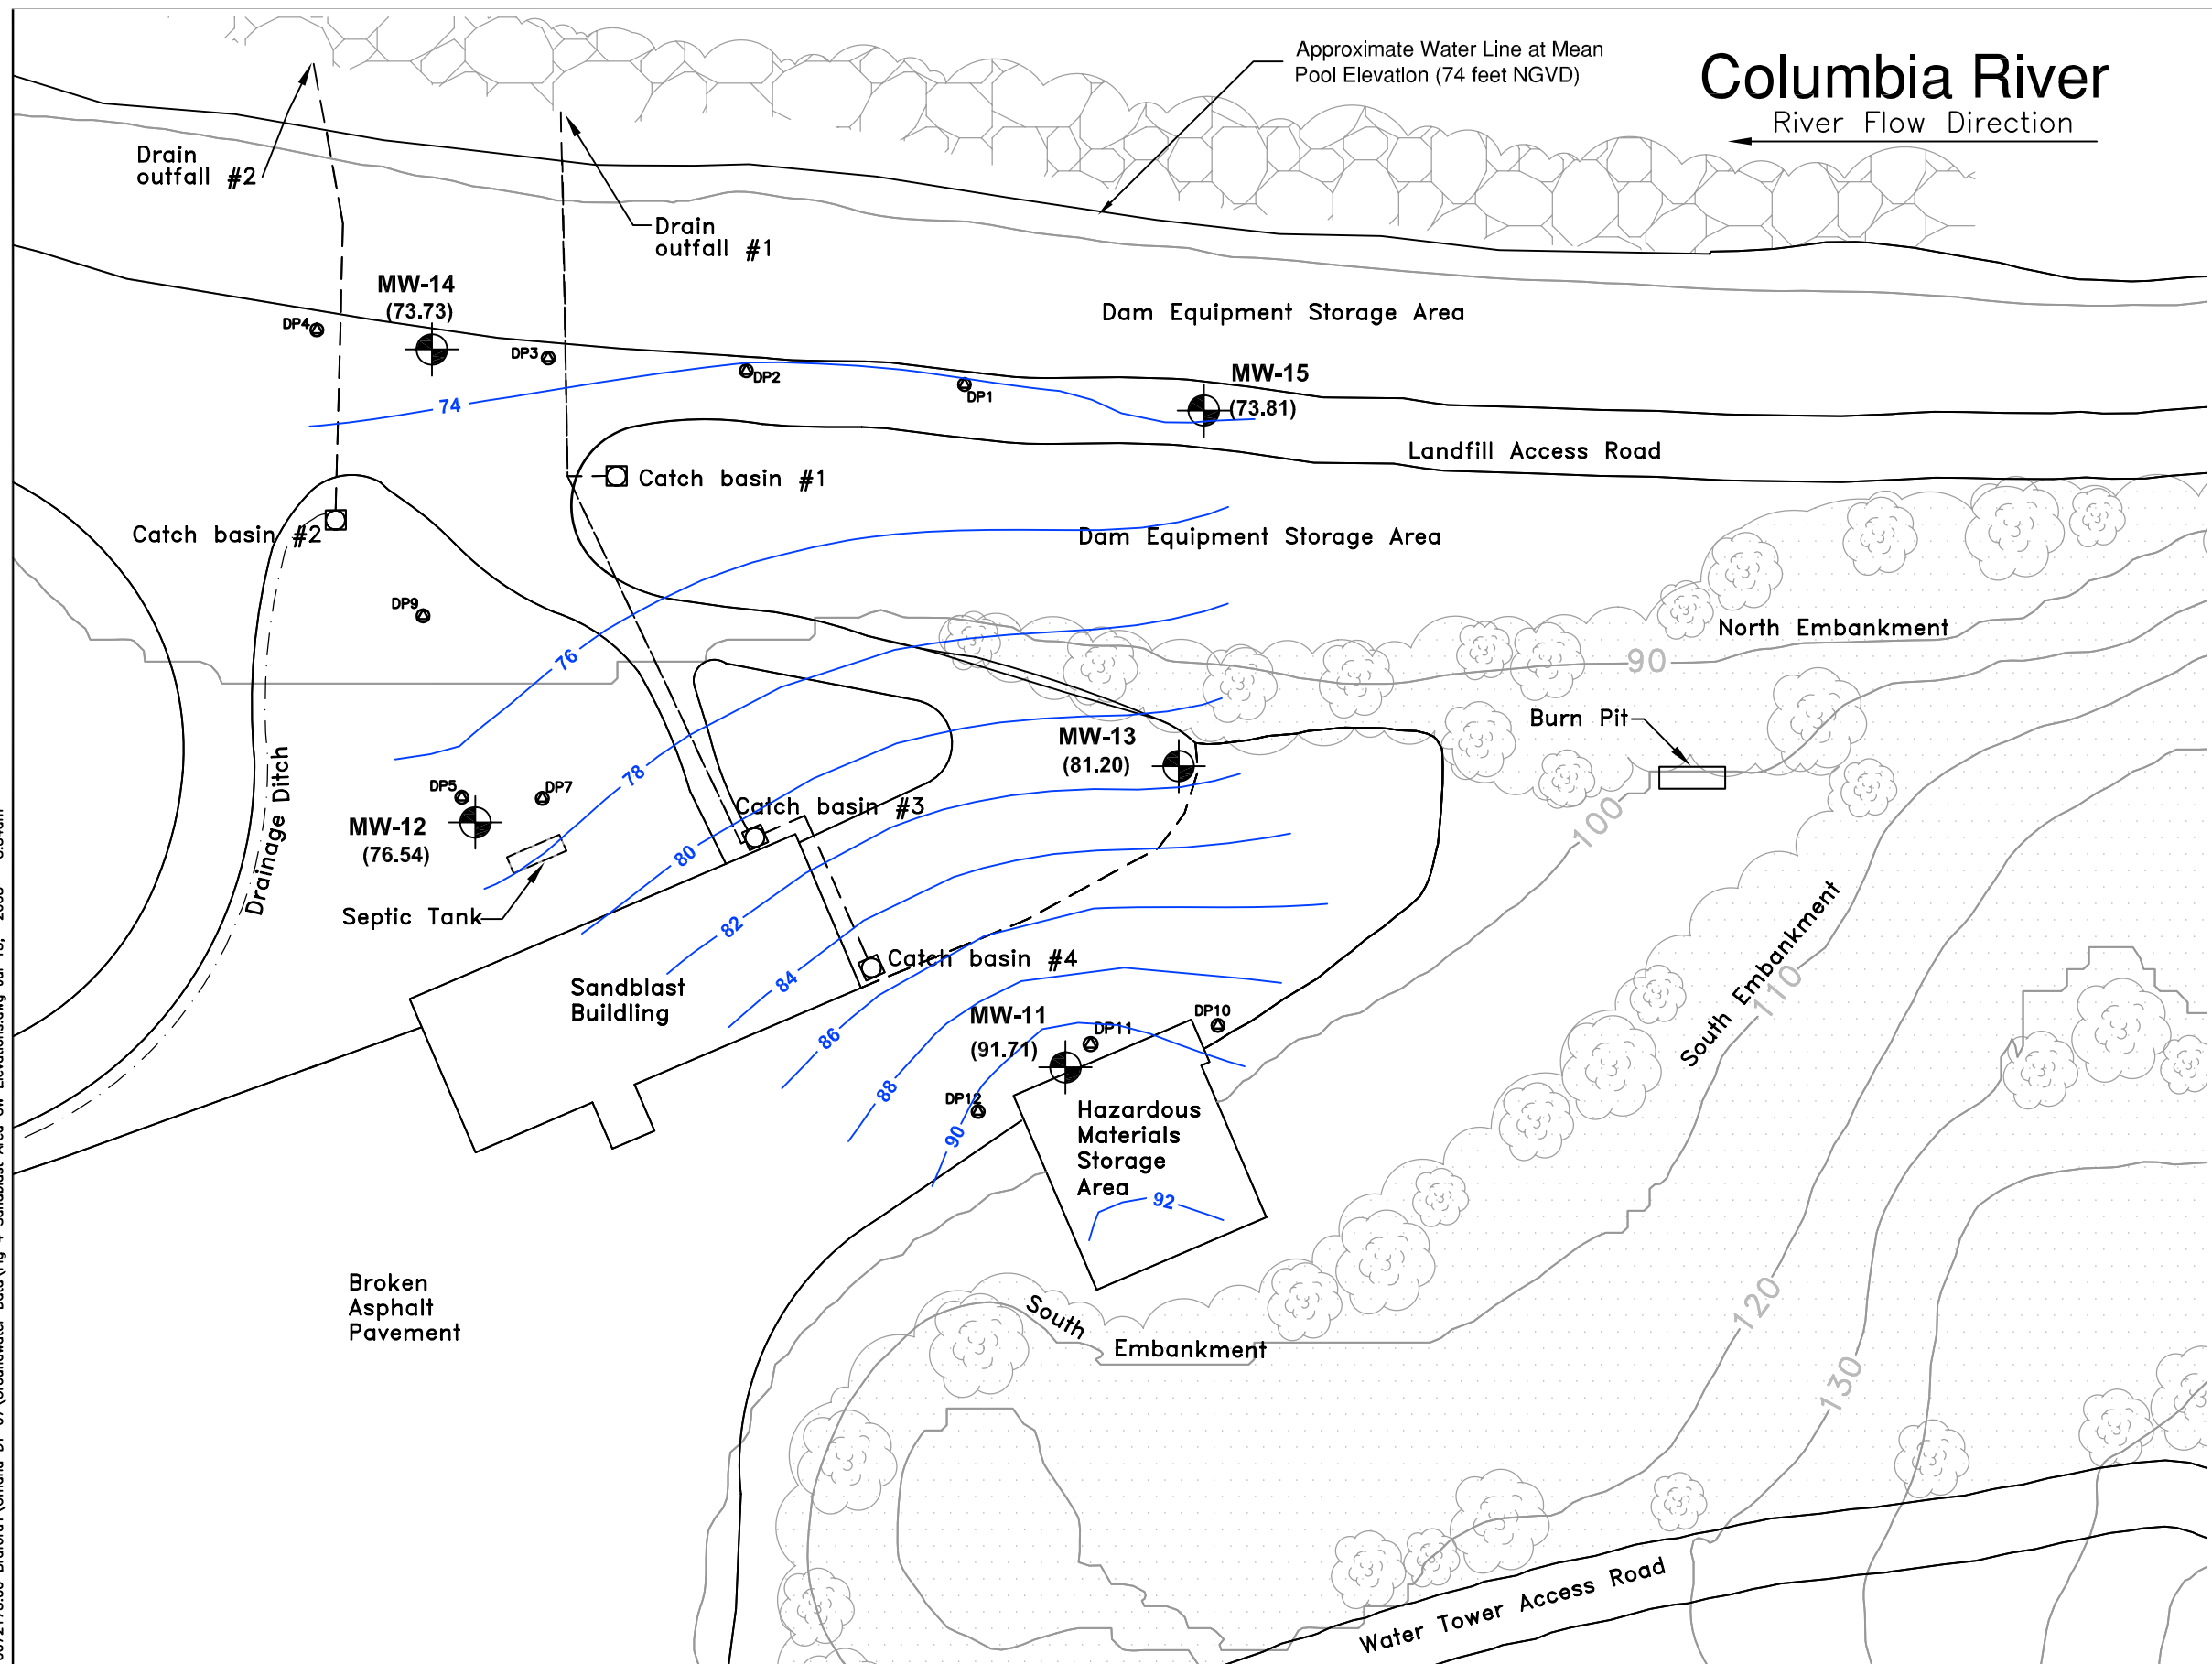 Approximate Water Line at Mean
Pool Elevation (74 feet NGVD)
Columbia River
River Flow Direction
Drain
outfall #2
Drain
outfall #1
MW-14
(73.73)
DP4
DP3
DP2
DP1
74
MW-15
(73.81)
Dam Equipment Storage Area
Landfill Access Road
Catch basin #1
Catch basin #2
Dam Equipment Storage Area
DP9
76
North Embankment
90
Burn Pit
MW-13
(81.20)
78
DP5
DP7
Catch basin #3
MW-12
(76.54)
80
100
Drainage Ditch
Septic Tank
82
Catch basin #4
84
Sandblast
Buildling
86
MW-11
(91.71)
DP11
DP10
South Embankment
110
88
DP12
90
Hazardous
Materials
Storage
Area
92
Broken
Asphalt
Pavement
South
Embankment
120
130
Water Tower Access Road